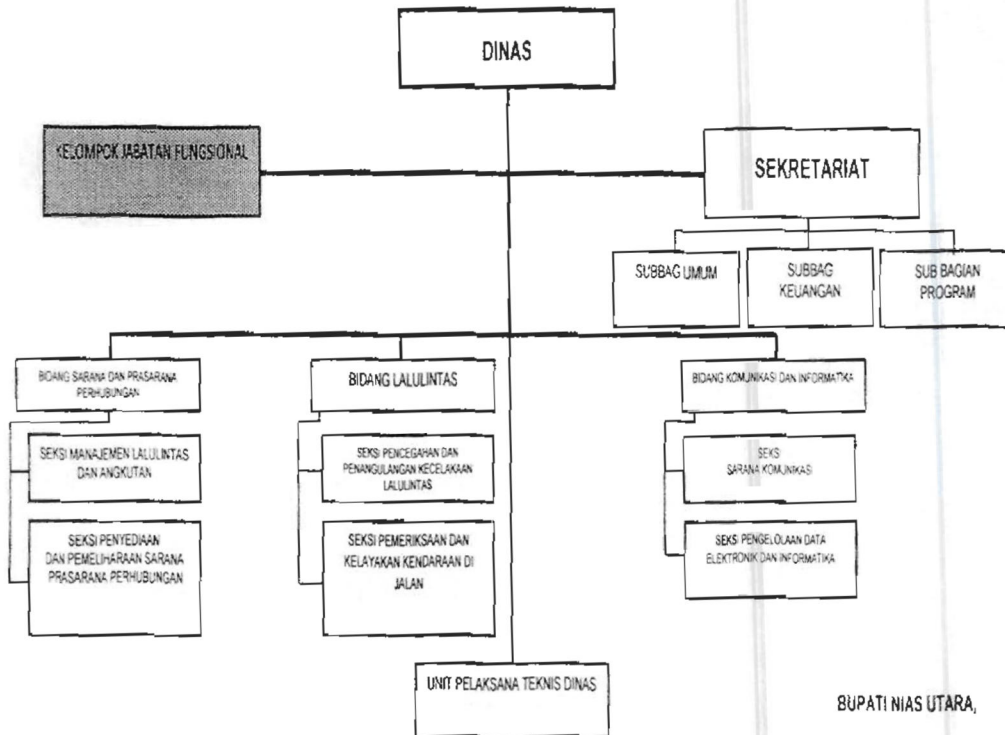 DINAS
KELOMPOK JABATAN FUNGSIONAL
SEKRETARIAT
SUBBAG UMUM
SUBBAG
KEUANGAN
SUB BAGIAN
PROGRAM
BIDANG SARANA DAN PRASARANA
PERHUBUNGAN
BIDANG LALULINTAS
BIDANG KOMUNIKASI DAN INFORMATIKA
SEKSI MANAJEMEN LALULINTAS
DAN ANGKUTAN
SEKSI PENCEGAHAN DAN
PENANGULANGAN KECELAKAAN
LALULINTAS
SEKSI
SARANA KOMUNIKASI
SEKSI PENYEDIAAN
DAN PEMELIHARAAN SARANA
PRASARANA PERHUBUNGAN
SEKSI PEMERIKSAAN DAN
KELAYAKAN KENDARAAN DI
JALAN
SEKSI PENGELOLAAN DATA
ELEKTRONIK DAN INFORMATIKA
UNIT PELAKSANA TEKNIS DINAS
BUPATI NIAS UTARA,